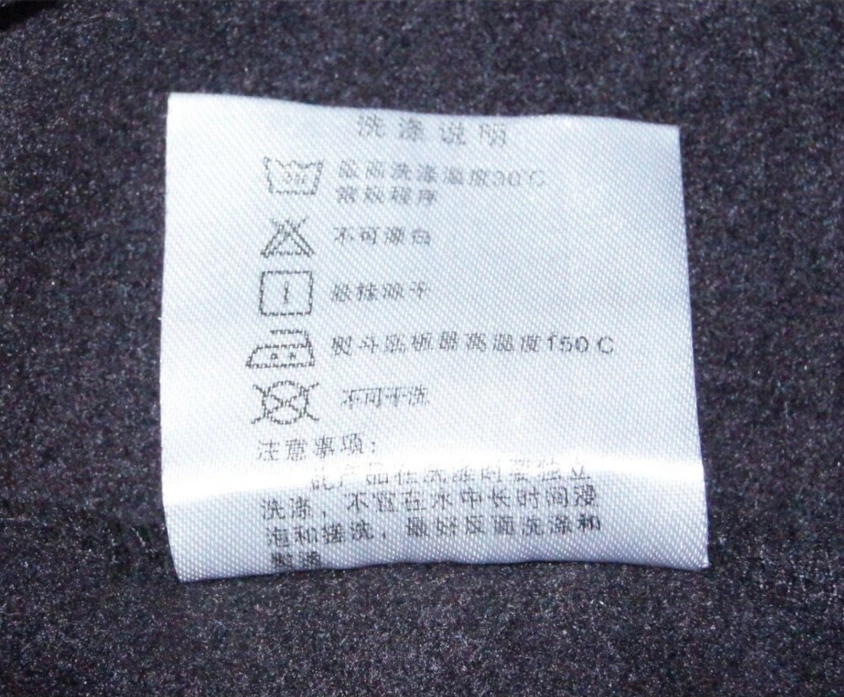 洗涤说明
30
最高洗涤温度30℃
常规程序
不可漂白
悬挂晾干
熨斗底板最高温度150℃
不可干洗
注意事项:
此产品在洗涤时要独立
洗涤，不宜在水中长时间浸
泡和搓洗，最好反面洗涤和
熨烫